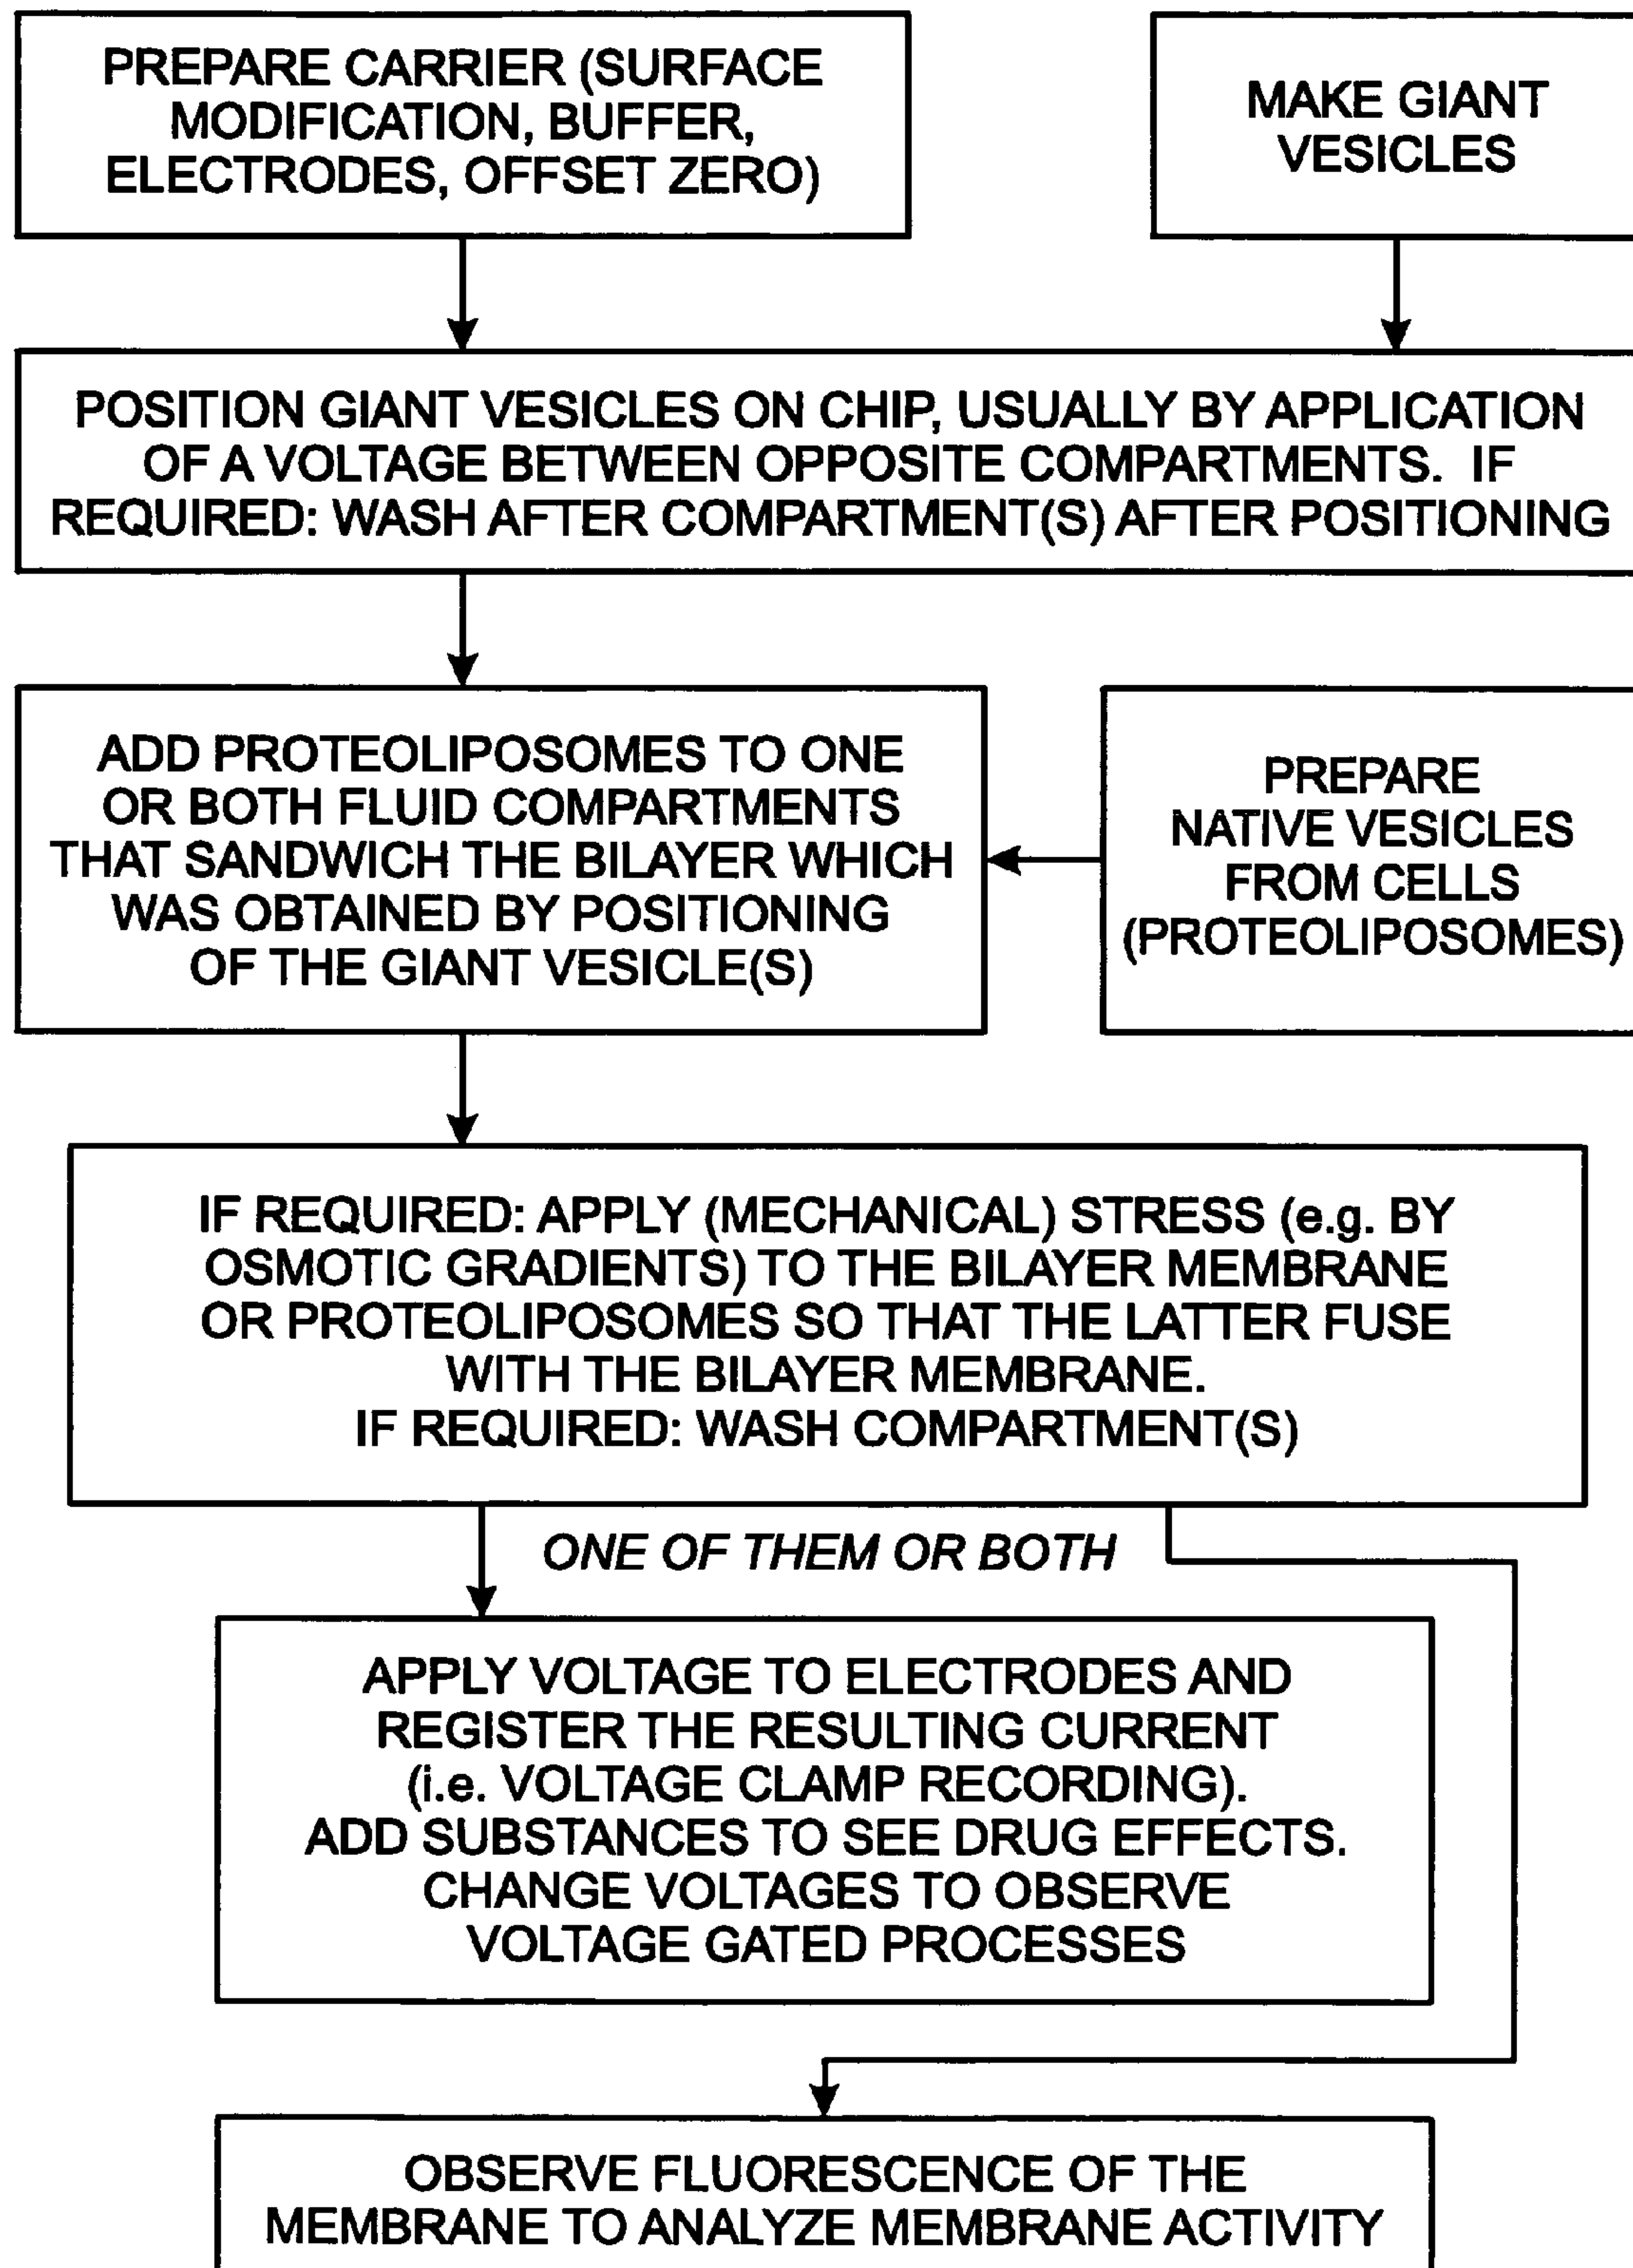 PREPARE CARRIER (SURFACE
MODIFICATION, BUFFER,
ELECTRODES, OFFSET ZERO)
MAKE GIANT
VESICLES
POSITION GIANT VESICLES ON CHIP, USUALLY BY APPLICATION
OF A VOLTAGE BETWEEN OPPOSITE COMPARTMENTS. IF
REQUIRED: WASH AFTER COMPARTMENT(S) AFTER POSITIONING
ADD PROTEOLIPOSOMES TO ONE
OR BOTH FLUID COMPARTMENTS
THAT SANDWICH THE BILAYER WHICH
WAS OBTAINED BY POSITIONING
OF THE GIANT VESICLE(S)
PREPARE
NATIVE VESICLES
FROM CELLS
(PROTEOLIPOSOMES)
IF REQUIRED: APPLY (MECHANICAL) STRESS (e.g. BY
OSMOTIC GRADIENTS) TO THE BILAYER MEMBRANE
OR PROTEOLIPOSOMES SO THAT THE LATTER FUSE
WITH THE BILAYER MEMBRANE.
IF REQUIRED: WASH COMPARTMENT(S)
ONE OF THEM OR BOTH
APPLY VOLTAGE TO ELECTRODES AND
REGISTER THE RESULTING CURRENT
(i.e. VOLTAGE CLAMP RECORDING).
ADD SUBSTANCES TO SEE DRUG EFFECTS.
CHANGE VOLTAGES TO OBSERVE
VOLTAGE GATED PROCESSES
OBSERVE FLUORESCENCE OF THE
MEMBRANE TO ANALYZE MEMBRANE ACTIVITY